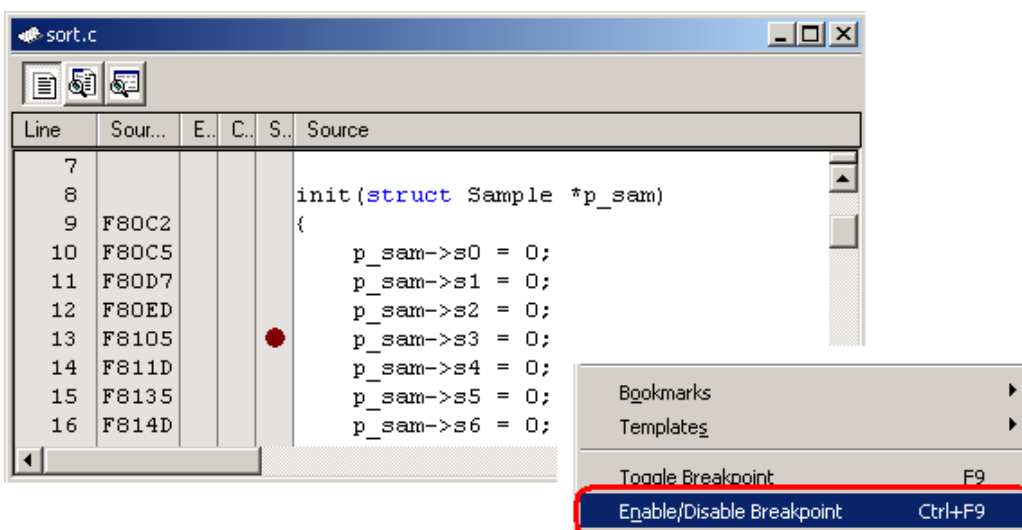 sort.c
Line Sour... E.. C.. S.. Source
7
8 init(struct Sample *p_sam)
9 F80C2 {
10 F80C5 p_sam->s0 = 0;
11 F80D7 p_sam->s1 = 0;
12 F80ED p_sam->s2 = 0;
13 F8105 p_sam->s3 = 0;
14 F811D p_sam->s4 = 0;
15 F8135 p_sam->s5 = 0;
16 F814D p_sam->s6 = 0;
Bookmarks
Templates
Toggle Breakpoint F9
Enable/Disable Breakpoint Ctrl+F9